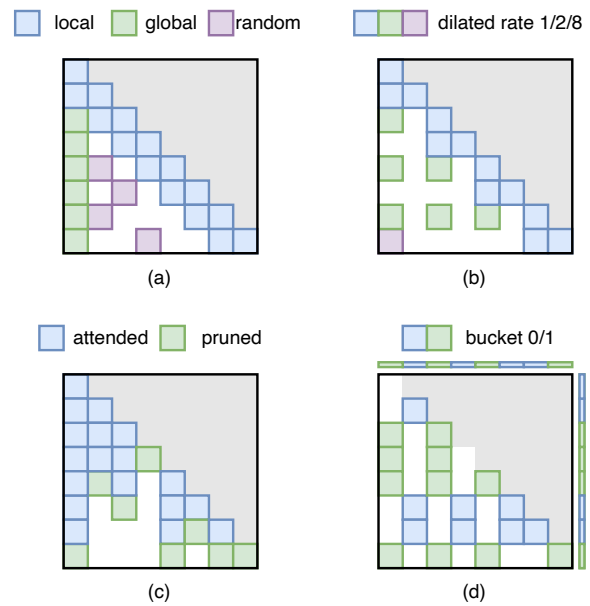 local global random
dilated rate 1/2/8
(a)
(b)
attended pruned
bucket 0/1
(c)
(d)